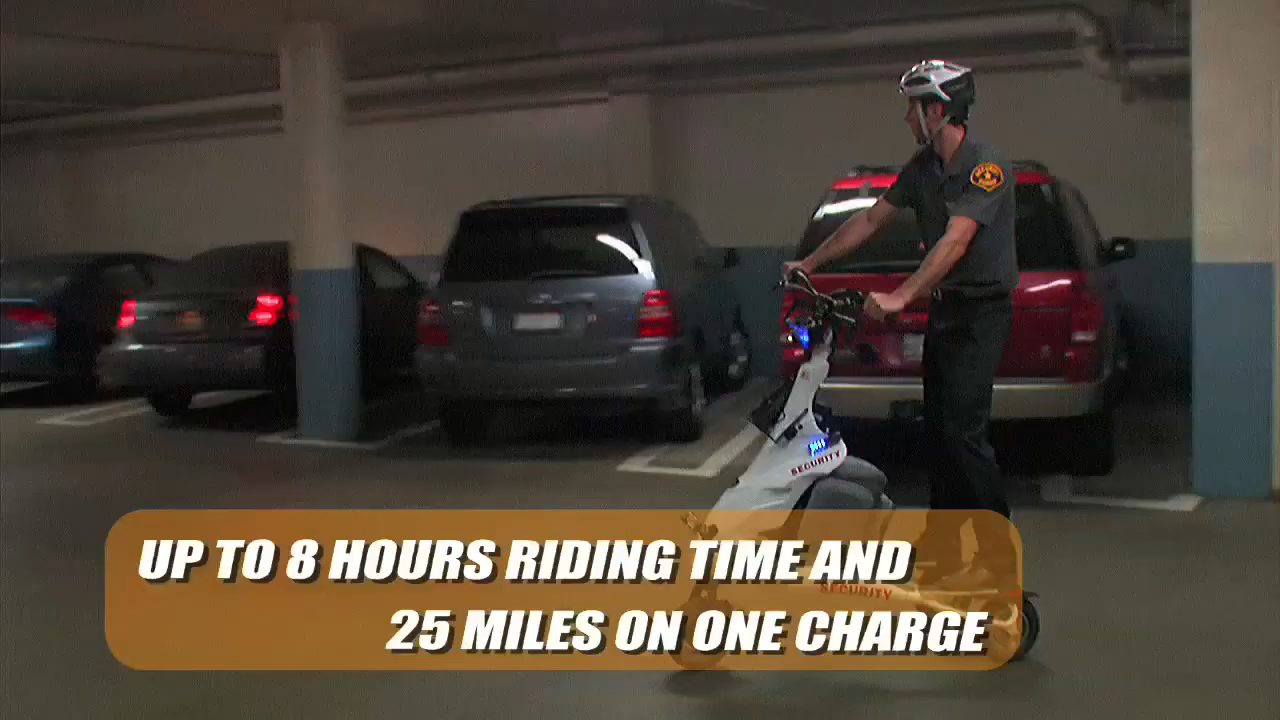 SECURITY
UP TO 8 HOURS RIDING TIME AND
SECURITY
25 MILES ON ONE CHARGE